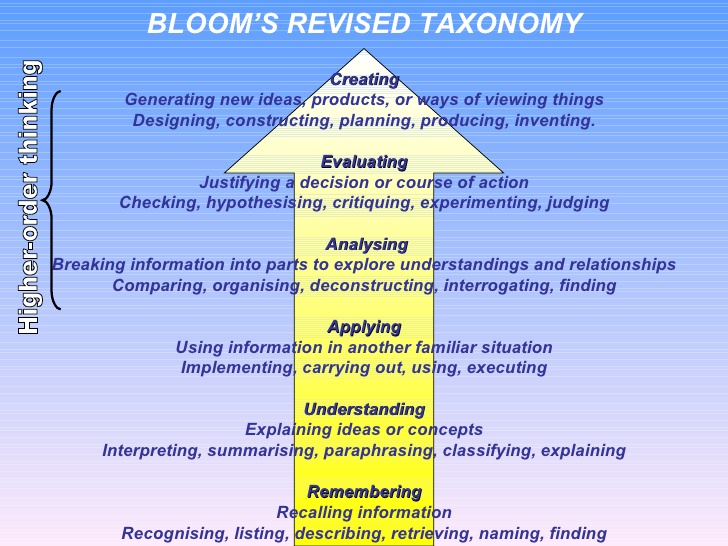 BLOOM’S REVISED TAXONOMY
Higher-order thinking
Creating
Generating new ideas, products, or ways of viewing things
Designing, constructing, planning, producing, inventing.
Evaluating
Justifying a decision or course of action
Checking, hypothesising, critiquing, experimenting, judging
Analysing
Breaking information into parts to explore understandings and relationships
Comparing, organising, deconstructing, interrogating, finding
Applying
Using information in another familiar situation
Implementing, carrying out, using, executing
Understanding
Explaining ideas or concepts
Interpreting, summarising, paraphrasing, classifying, explaining
Remembering
Recalling information
Recognising, listing, describing, retrieving, naming, finding